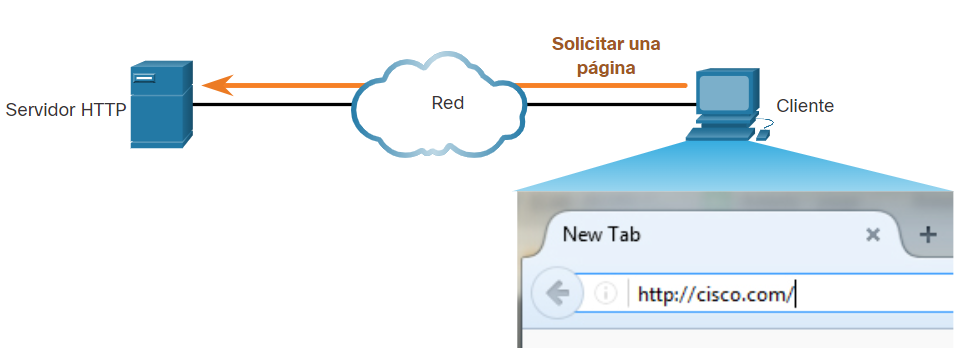 Solicitar una
página
Servidor HTTP
Red
Cliente
New Tab
http://cisco.com/